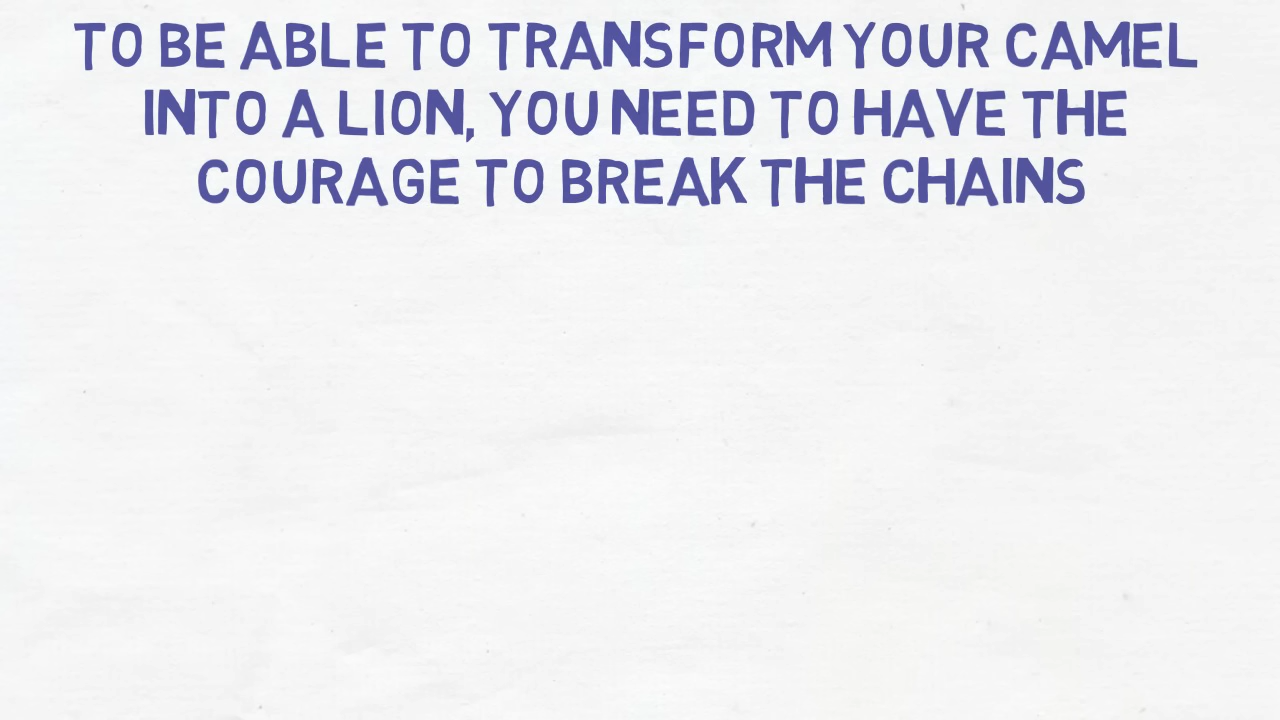 TO BE ABLE TO TRANSFORM YOUR CAMEL
INTO A LION, YOU NEED TO HAVE THE
COURAGE TO BREAK THE CHAINS